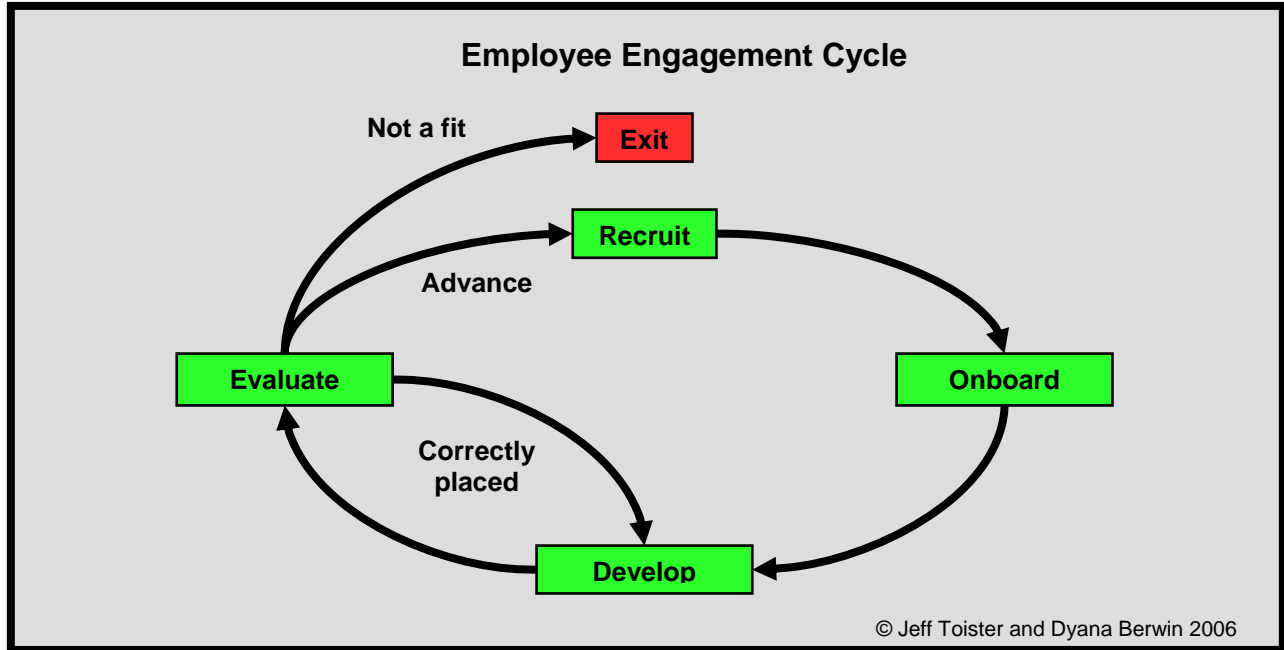 Employee Engagement Cycle
Not a fit
Exit
Recruit
Advance
Evaluate
Onboard
Correctly
placed
Develop
© Jeff Toister and Dyana Berwin 2006